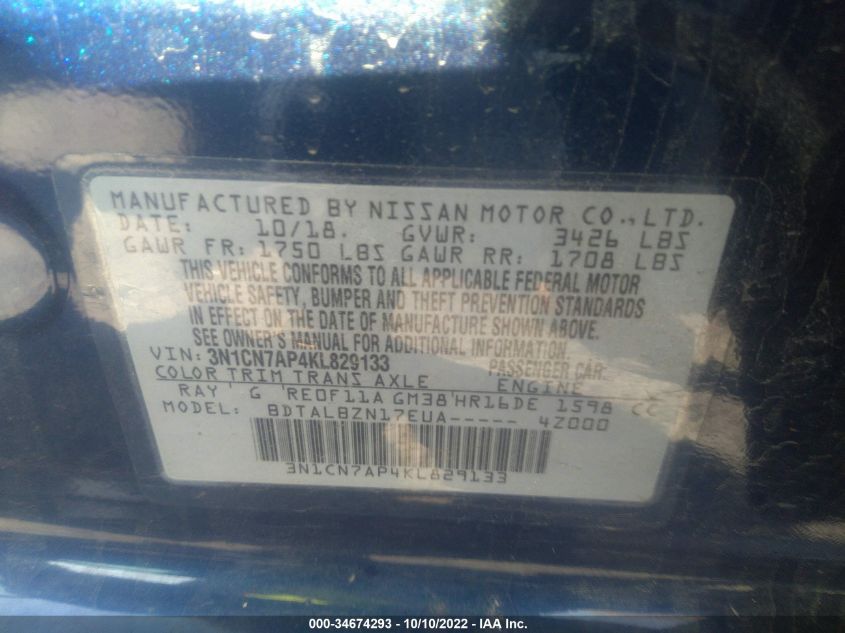 MANUFACTURED BY NISSAN MOTOR CO., LTD.
DATE: 10/18. GVWR: 3426 LBS
GAWR FR: 1750 LBS GAWR RR: 1708 LBS
THIS VEHICLE CONFORMS TO ALL APPLICABLE FEDERAL MOTOR
VEHICLE SAFETY, BUMPER AND THEFT PREVENTION STANDARDS
IN EFFECT ON THE DATE OF MANUFACTURE SHOWN ABOVE.
SEE OWNER'S MANUAL FOR ADDITIONAL INFORMATION.
VIN: 3N1CN7AP4KL829133 PASSENGER CAR
COLOR TRIM TRANS AXLE ENGINE
RAY ' G 'RE0F11A GM38'HR16DE 1598 CC
MODEL: BDTALBZN17EUA----- 4Z000
3N1CN7AP4KL829133
000-34674293 - 10/10/2022 - IAA Inc.